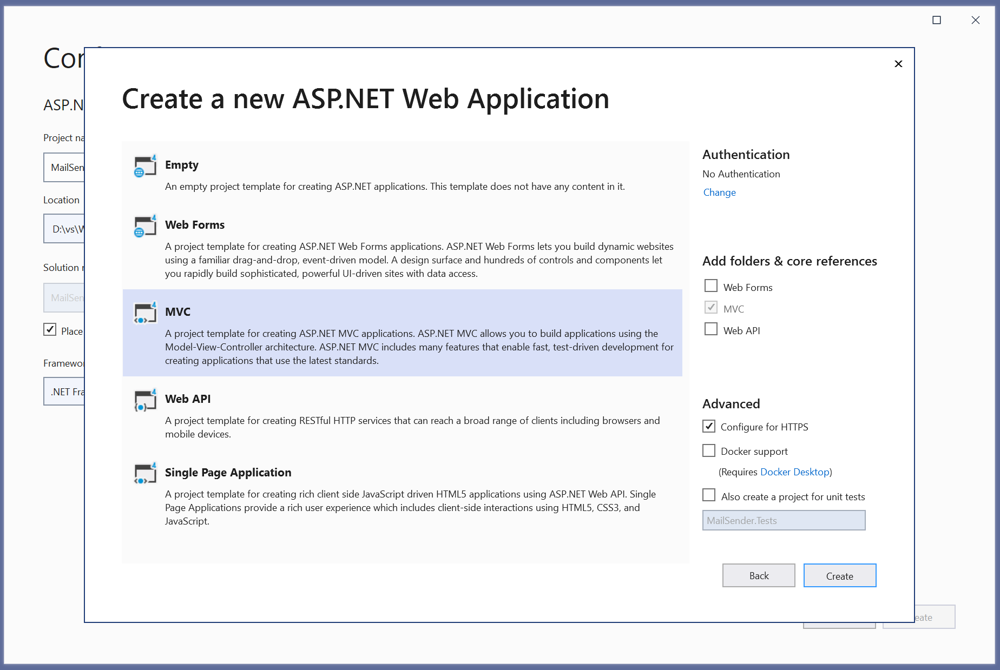 Create a new ASP.NET Web Application
Empty
An empty project template for creating ASP.NET applications. This template does not have any content in it.
Web Forms
A project template for creating ASP.NET Web Forms applications. ASP.NET Web Forms lets you build dynamic websites
using a familiar drag-and-drop, event-driven model. A design surface and hundreds of controls and components let
you rapidly build sophisticated, powerful UI-driven sites with data access.
MVC
A project template for creating ASP.NET MVC applications. ASP.NET MVC allows you to build applications using the
Model-View-Controller architecture. ASP.NET MVC includes many features that enable fast, test-driven development for
creating applications that use the latest standards.
Web API
A project template for creating RESTful HTTP services that can reach a broad range of clients including browsers and
mobile devices.
Single Page Application
A project template for creating rich client side JavaScript driven HTML5 applications using ASP.NET Web API. Single
Page Applications provide a rich user experience which includes client-side interactions using HTML5, CSS3, and
JavaScript.
Authentication
No Authentication
Change
Add folders & core references
Web Forms
MVC
Web API
Advanced
Configure for HTTPS
Docker support
(Requires Docker Desktop)
Also create a project for unit tests
MailSender.Tests
Back
Create
ASP.N
Project na
MailSen
Location
D:\vs\W
Solution
MailSen
Place
Framewor
.NET Fra
eate